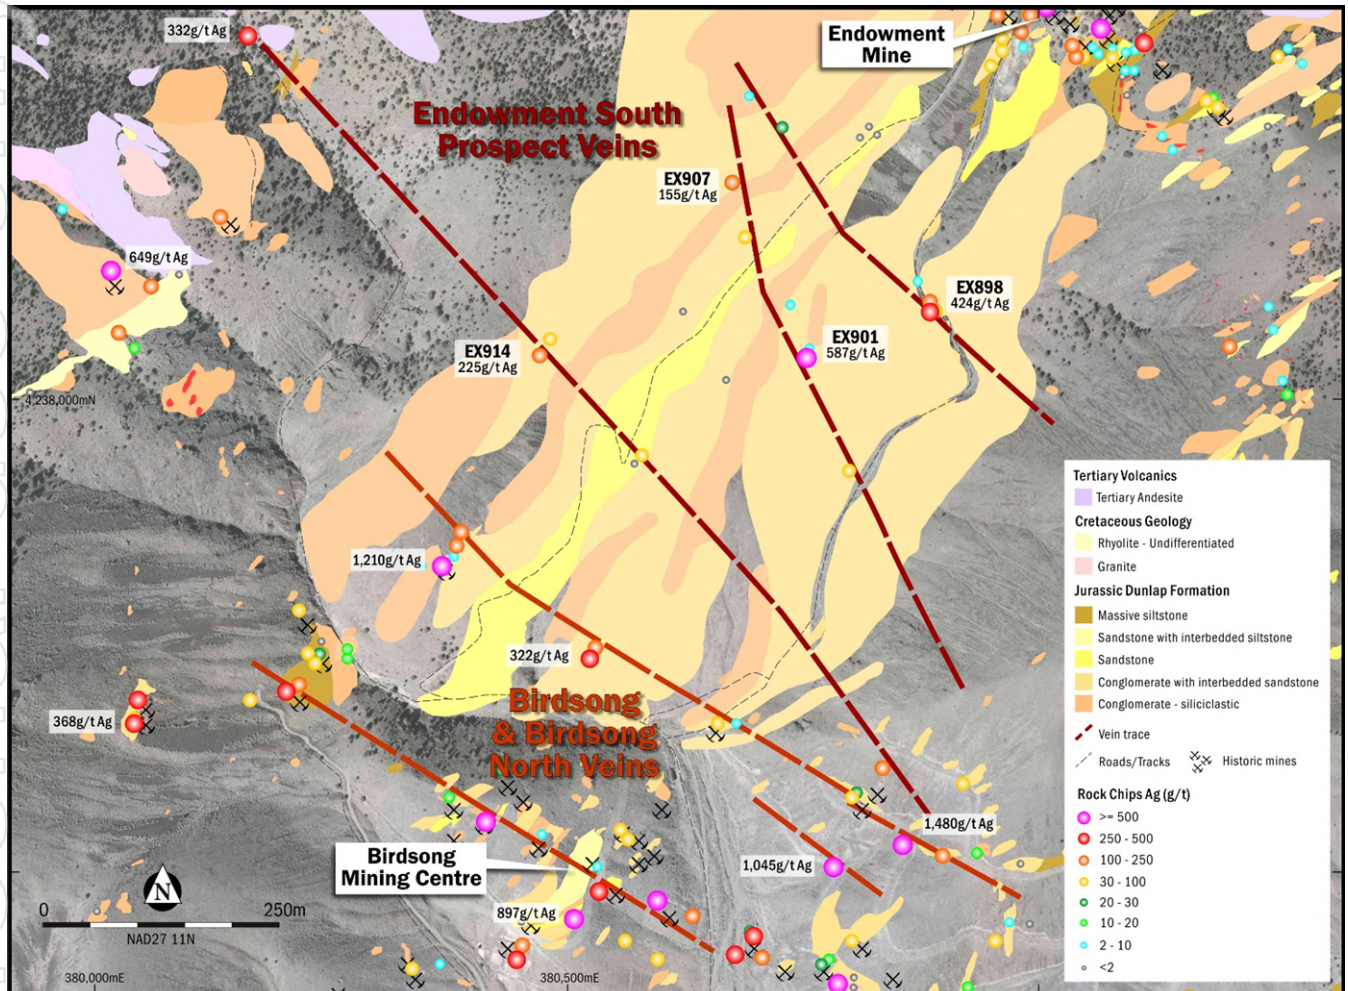 332g/t Ag
Endowment
Mine
Endowment South
Prospect Veins
EX907
155g/t Ag
649g/t Ag
EX898
424g/t Ag
EX901
587g/t Ag
EX914
225g/t Ag
4,238,000mN
1,210g/t Ag
322g/t Ag
368g/t Ag
Birdsong
& Birdsong
North Veins
1,480g/t Ag
1,045g/t Ag
Birdsong
Mining Centre
897g/t Ag
N
0
250m
NAD27 11N
380,000mE
380,500mE
Tertiary Volcanics
Tertiary Andesite
Cretaceous Geology
Rhyolite - Undifferentiated
Granite
Jurassic Dunlap Formation
Massive siltstone
Sandstone with interbedded siltstone
Sandstone
Conglomerate with interbedded sandstone
Conglomerate - siliciclastic
Vein trace
Roads/Tracks
Historic mines
Rock Chips Ag (g/t)
>= 500
250 - 500
100 - 250
30 - 100
20 - 30
10 - 20
2 - 10
<2